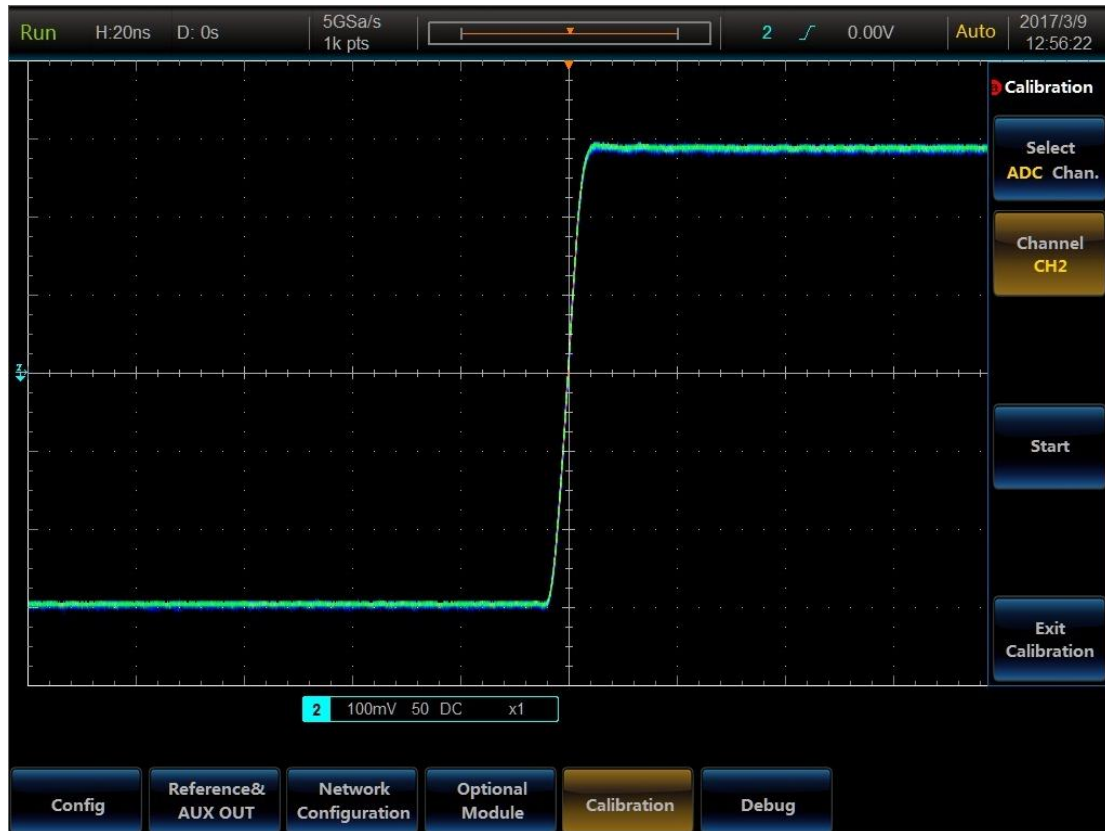 Run H:20ns D: 0s 5GSa/s 2 0.00V Auto 2017/3/9
1k pts 12:56:22
Calibration
Select
ADC Chan.
Channel
CH2
Start
Exit
Calibration
2 100mV 50 DC x1
Config
Reference&
AUX OUT
Network
Configuration
Optional
Module
Calibration
Debug